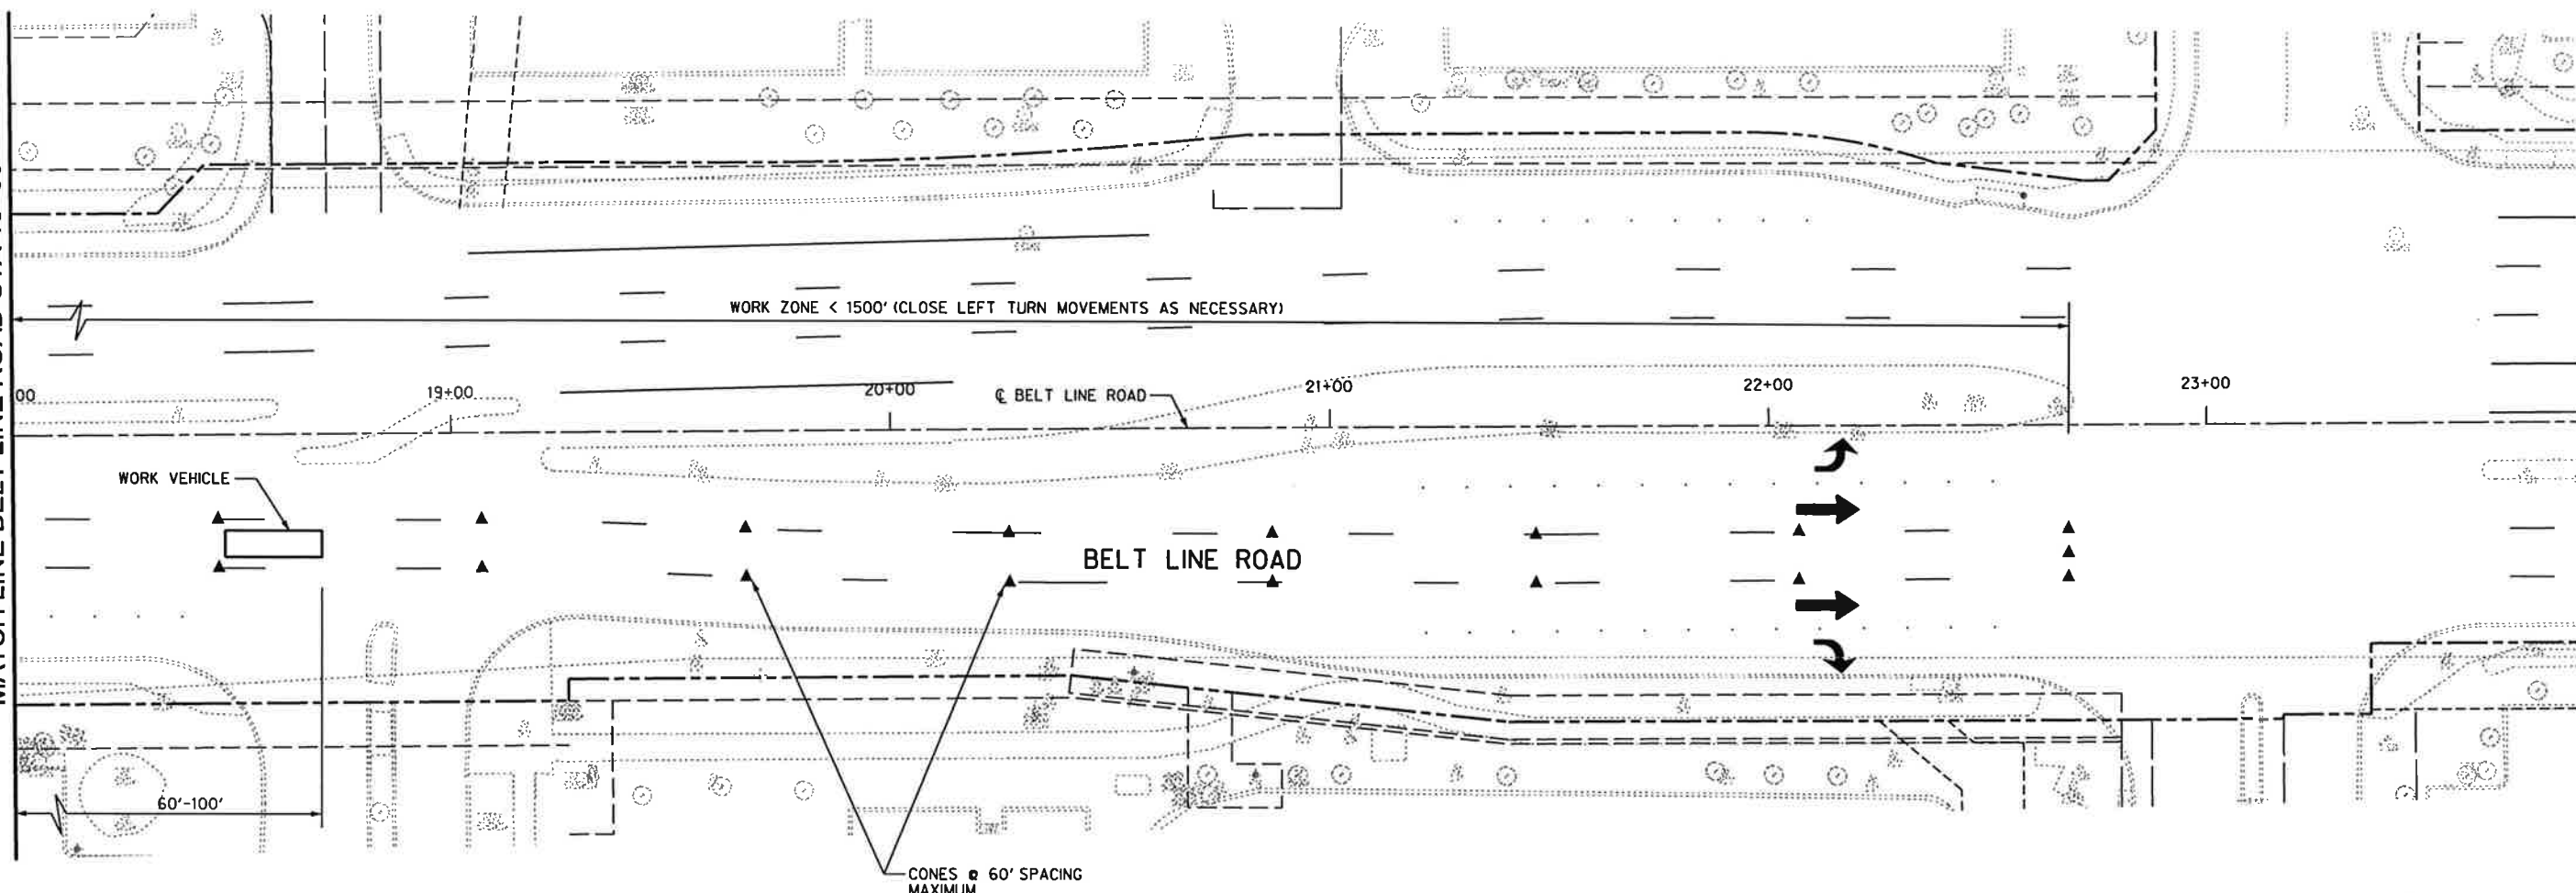 WORK ZONE < 1500' (CLOSE LEFT TURN MOVEMENTS AS NECESSARY)
00
19+00
20+00
℄ BELT LINE ROAD
21+00
22+00
23+00
WORK VEHICLE
BELT LINE ROAD
60'-100'
CONES @ 60' SPACING
MAXIMUM